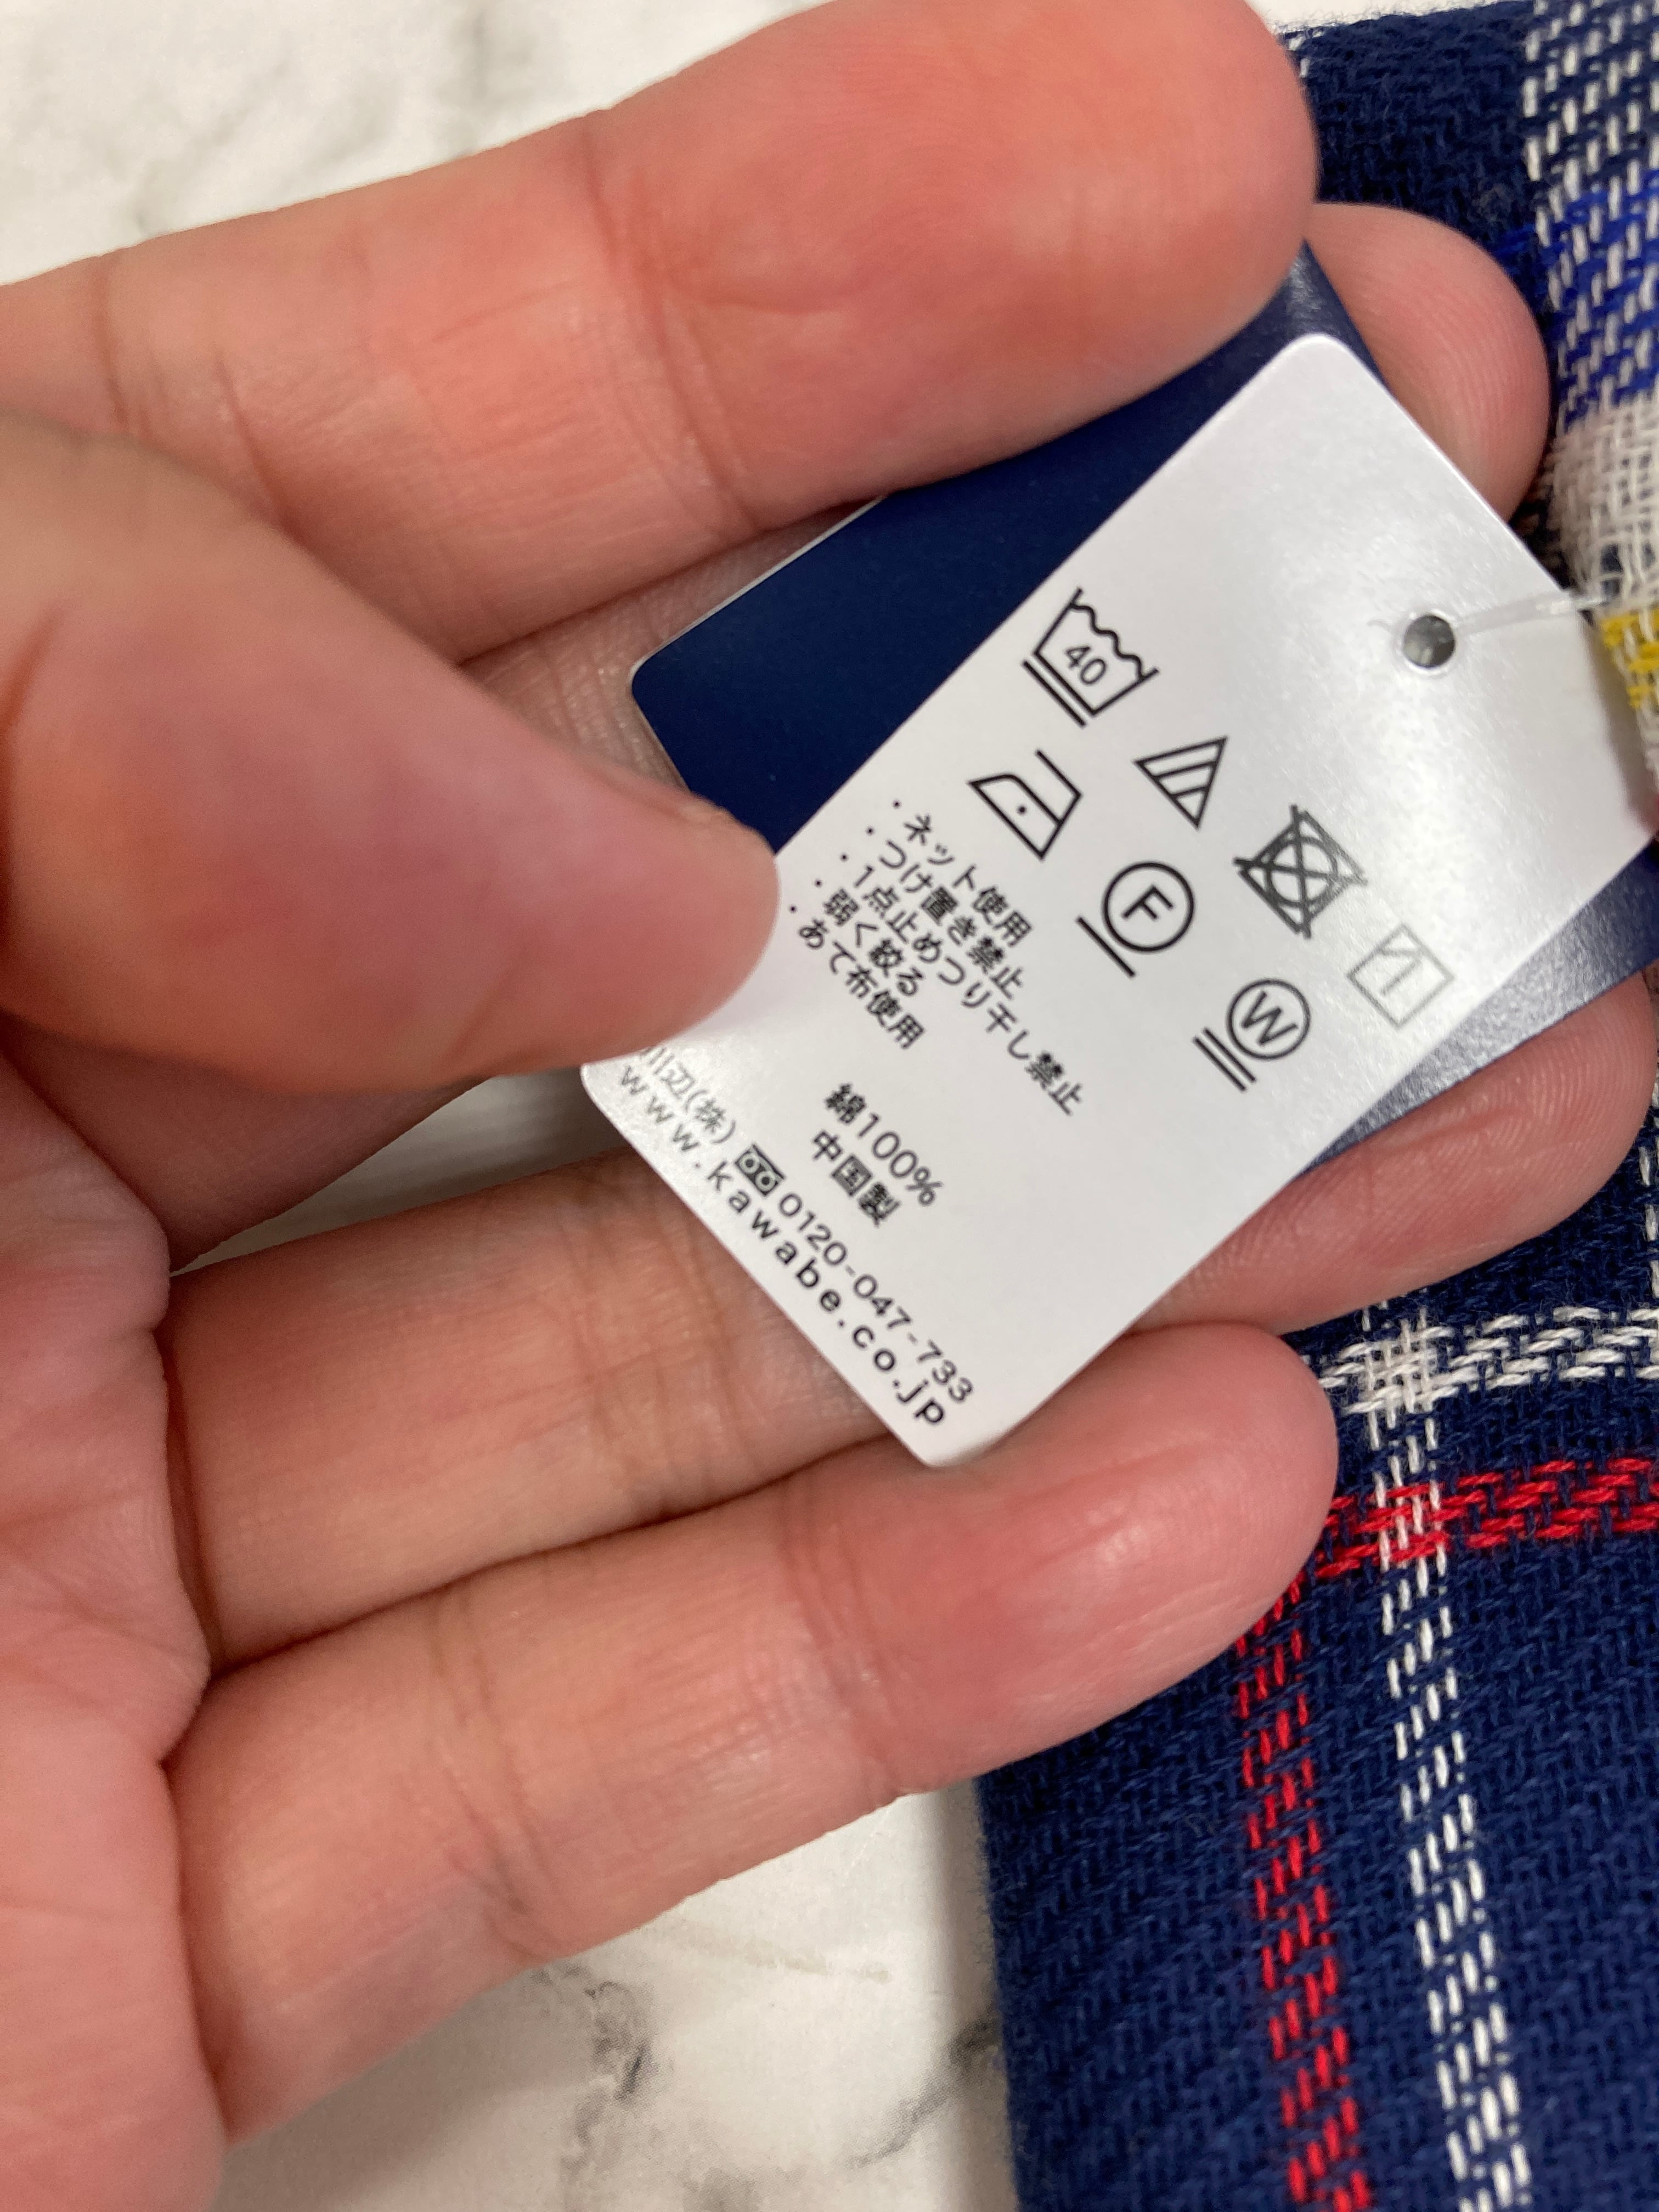 40
F
W
・ネット使用
・つけ置き禁止
・1点止めつり干し禁止
・弱く絞る
・あて布使用
綿100%
中国製
川辺(株) 0120-047-733
www.kawabe.co.jp